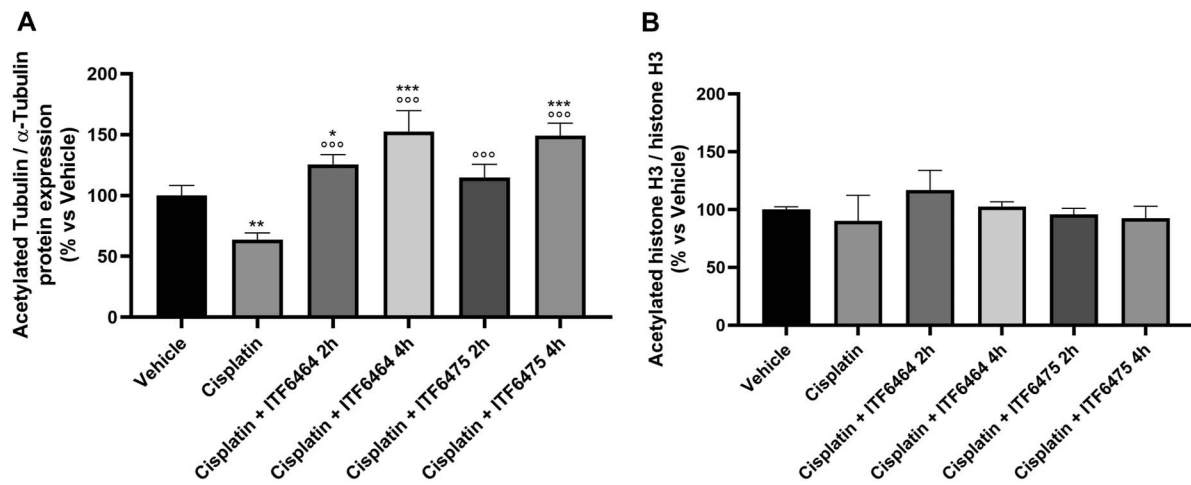 A
Acetylated Tubulin / α-Tubulin
protein expression
(% vs Vehicle)
200
150
100
50
0
**
*
°°°
***
°°°
°°°
***
°°°
Vehicle
Cisplatin
Cisplatin + ITF6464 2h
Cisplatin + ITF6464 4h
Cisplatin + ITF6475 2h
Cisplatin + ITF6475 4h
B
Acetylated histone H3 / histone H3
(% vs Vehicle)
200
150
100
50
0
Vehicle
Cisplatin
Cisplatin + ITF6464 2h
Cisplatin + ITF6464 4h
Cisplatin + ITF6475 2h
Cisplatin + ITF6475 4h